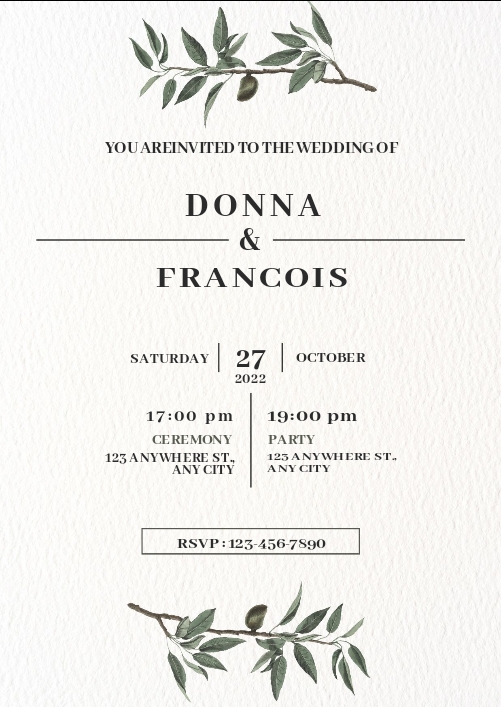 YOU AREINVITED TO THE WEDDING OF
DONNA
&
FRANCOIS
SATURDAY 27 OCTOBER
2022
17:00 pm
CEREMONY
123 ANYWHERE ST.,
ANY CITY
19:00 pm
PARTY
123 ANYWHERE ST.,
ANY CITY
RSVP : 123-456-7890